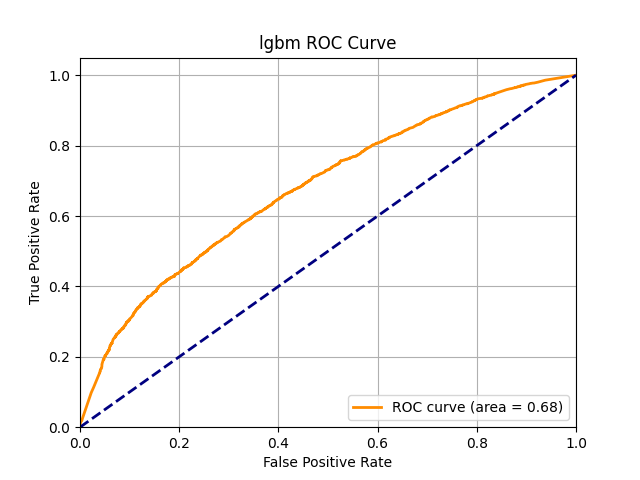 lgbm ROC Curve
True Positive Rate
1.0
0.8
0.6
0.4
0.2
0.0
ROC curve (area = 0.68)
0.0 0.2 0.4 0.6 0.8 1.0
False Positive Rate